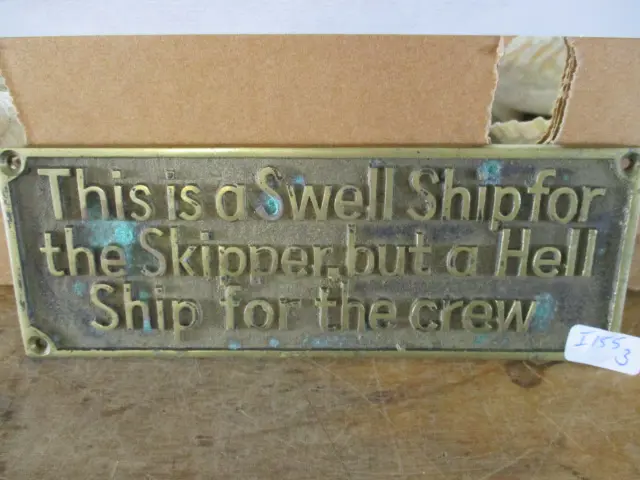 This is a Swell Ship for
the Skipper, but a Hell
Ship for the crew
I155
3